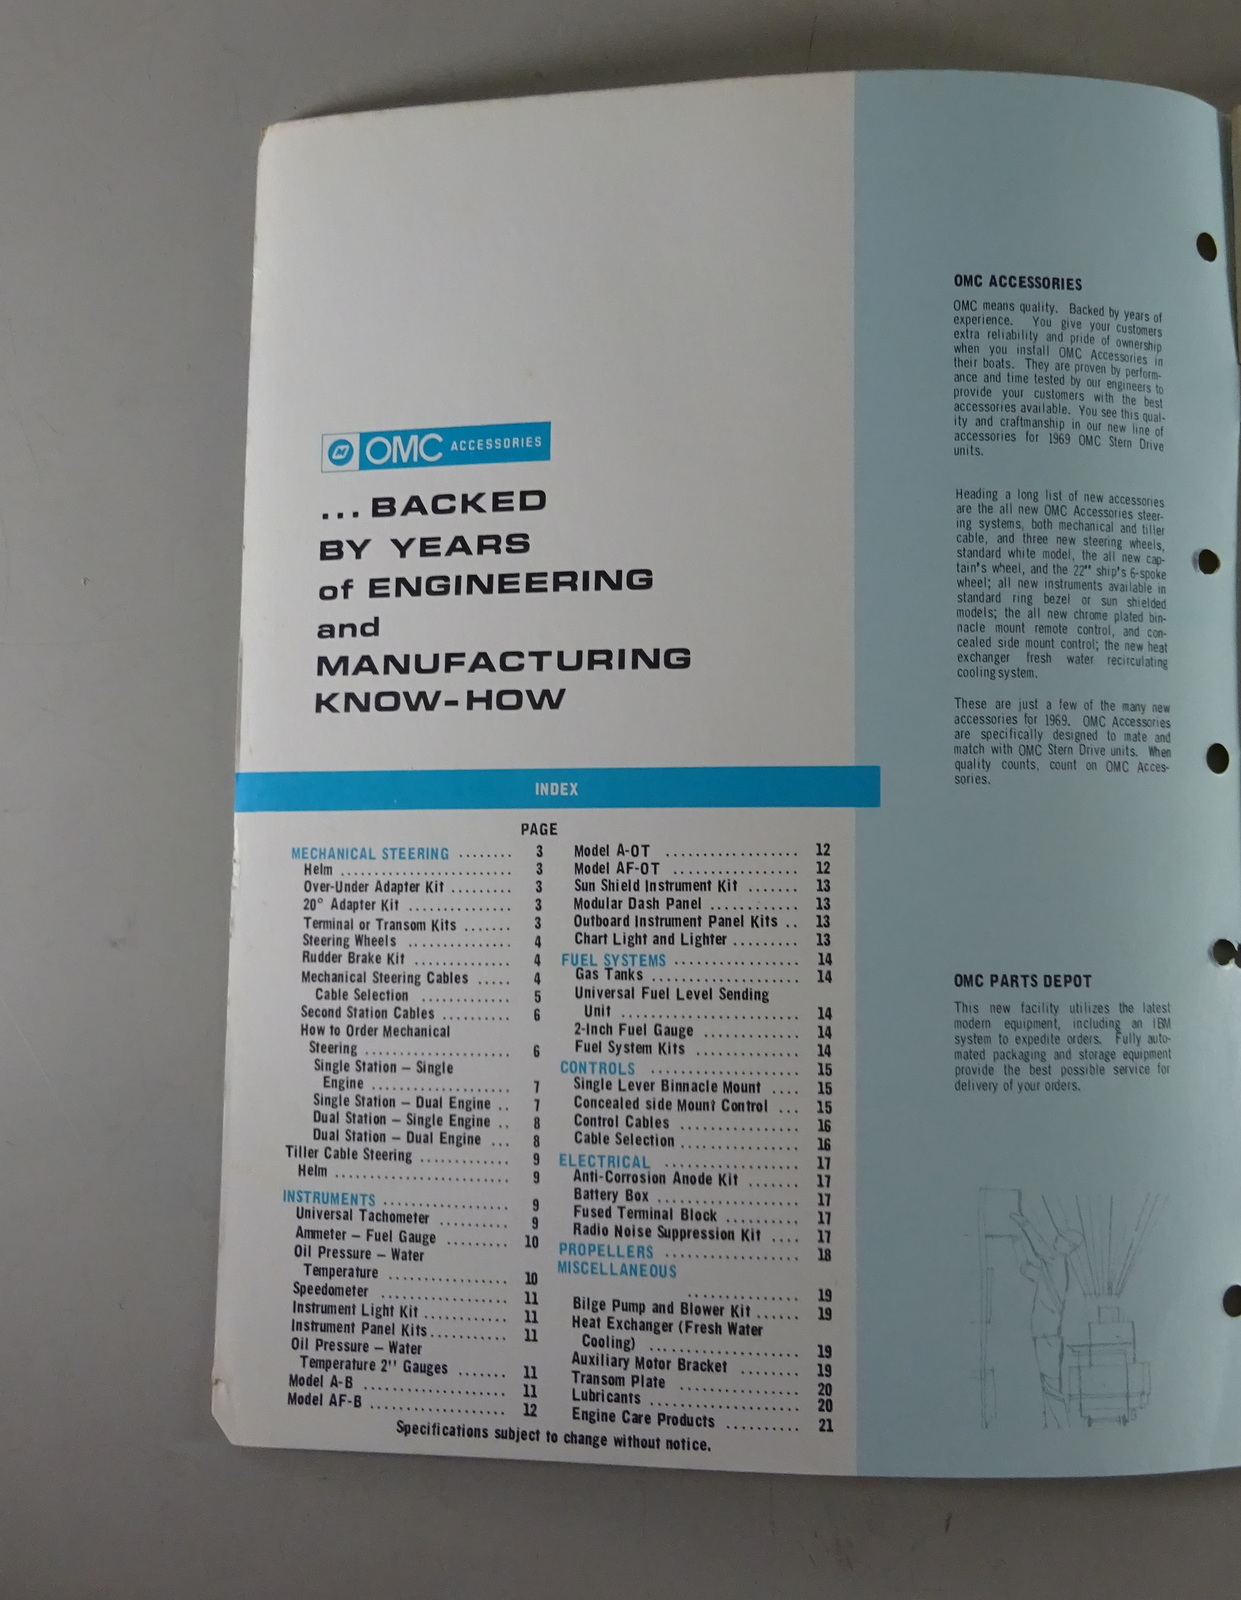 OMC ACCESSORIES
...BACKED
BY YEARS
of ENGINEERING
and
MANUFACTURING
KNOW-HOW
INDEX
PAGE
MECHANICAL STEERING ........ 3
Helm ........................ 3
Over-Under Adapter Kit ......... 3
20° Adapter Kit ............... 3
Terminal or Transom Kits ....... 3
Steering Wheels .............. 4
Rudder Brake Kit ............. 4
Mechanical Steering Cables ..... 4
Cable Selection ............ 5
Second Station Cables ......... 6
How to Order Mechanical
Steering .................... 6
Single Station – Single
Engine ................... 7
Single Station – Dual Engine .. 7
Dual Station – Single Engine .. 8
Dual Station – Dual Engine ... 8
Tiller Cable Steering ............ 9
Helm ........................ 9
INSTRUMENTS .................. 9
Universal Tachometer .......... 9
Ammeter – Fuel Gauge ......... 10
Oil Pressure – Water
Temperature ................ 10
Speedometer .................. 11
Instrument Light Kit ........... 11
Instrument Panel Kits .......... 11
Oil Pressure – Water
Temperature 2'' Gauges ....... 11
Model A-B .................... 11
Model AF-B ................... 12
Model A-OT ................... 12
Model AF-OT .................. 12
Sun Shield Instrument Kit ....... 13
Modular Dash Panel ............ 13
Outboard Instrument Panel Kits .. 13
Chart Light and Lighter ......... 13
FUEL SYSTEMS ................. 14
Gas Tanks .................... 14
Universal Fuel Level Sending
Unit ........................ 14
2-Inch Fuel Gauge ............. 14
Fuel System Kits .............. 14
CONTROLS .................... 15
Single Lever Binnacle Mount .... 15
Concealed side Mount Control ... 15
Control Cables ................ 16
Cable Selection ................ 16
ELECTRICAL .................. 17
Anti-Corrosion Anode Kit ....... 17
Battery Box ................... 17
Fused Terminal Block .......... 17
Radio Noise Suppression Kit .... 17
PROPELLERS .................. 18
MISCELLANEOUS
.................... 19
Bilge Pump and Blower Kit ...... 19
Heat Exchanger (Fresh Water
Cooling) .................... 19
Auxiliary Motor Bracket ........ 19
Transom Plate ................ 20
Lubricants .................... 20
Engine Care Products .......... 21
Specifications subject to change without notice.
OMC ACCESSORIES
OMC means quality. Backed by years of
experience. You give your customers
extra reliability and pride of ownership
when you install OMC Accessories in
their boats. They are proven by perform-
ance and time tested by our engineers to
provide your customers with the best
accessories available. You see this qual-
ity and craftmanship in our new line of
accessories for 1969 OMC Stern Drive
units.
Heading a long list of new accessories
are the all new OMC Accessories steer-
ing systems, both mechanical and tiller
cable, and three new steering wheels,
standard white model, the all new cap-
tain's wheel, and the 22'' ship's 6-spoke
wheel; all new instruments available in
standard ring bezel or sun shielded
models; the all new chrome plated bin-
nacle mount remote control, and con-
cealed side mount control; the new heat
exchanger fresh water recirculating
cooling system.
These are just a few of the many new
accessories for 1969. OMC Accessories
are specifically designed to mate and
match with OMC Stern Drive units. When
quality counts, count on OMC Acces-
sories.
OMC PARTS DEPOT
This new facility utilizes the latest
modern equipment, including an IBM
system to expedite orders. Fully auto-
mated packaging and storage equipment
provide the best possible service for
delivery of your orders.